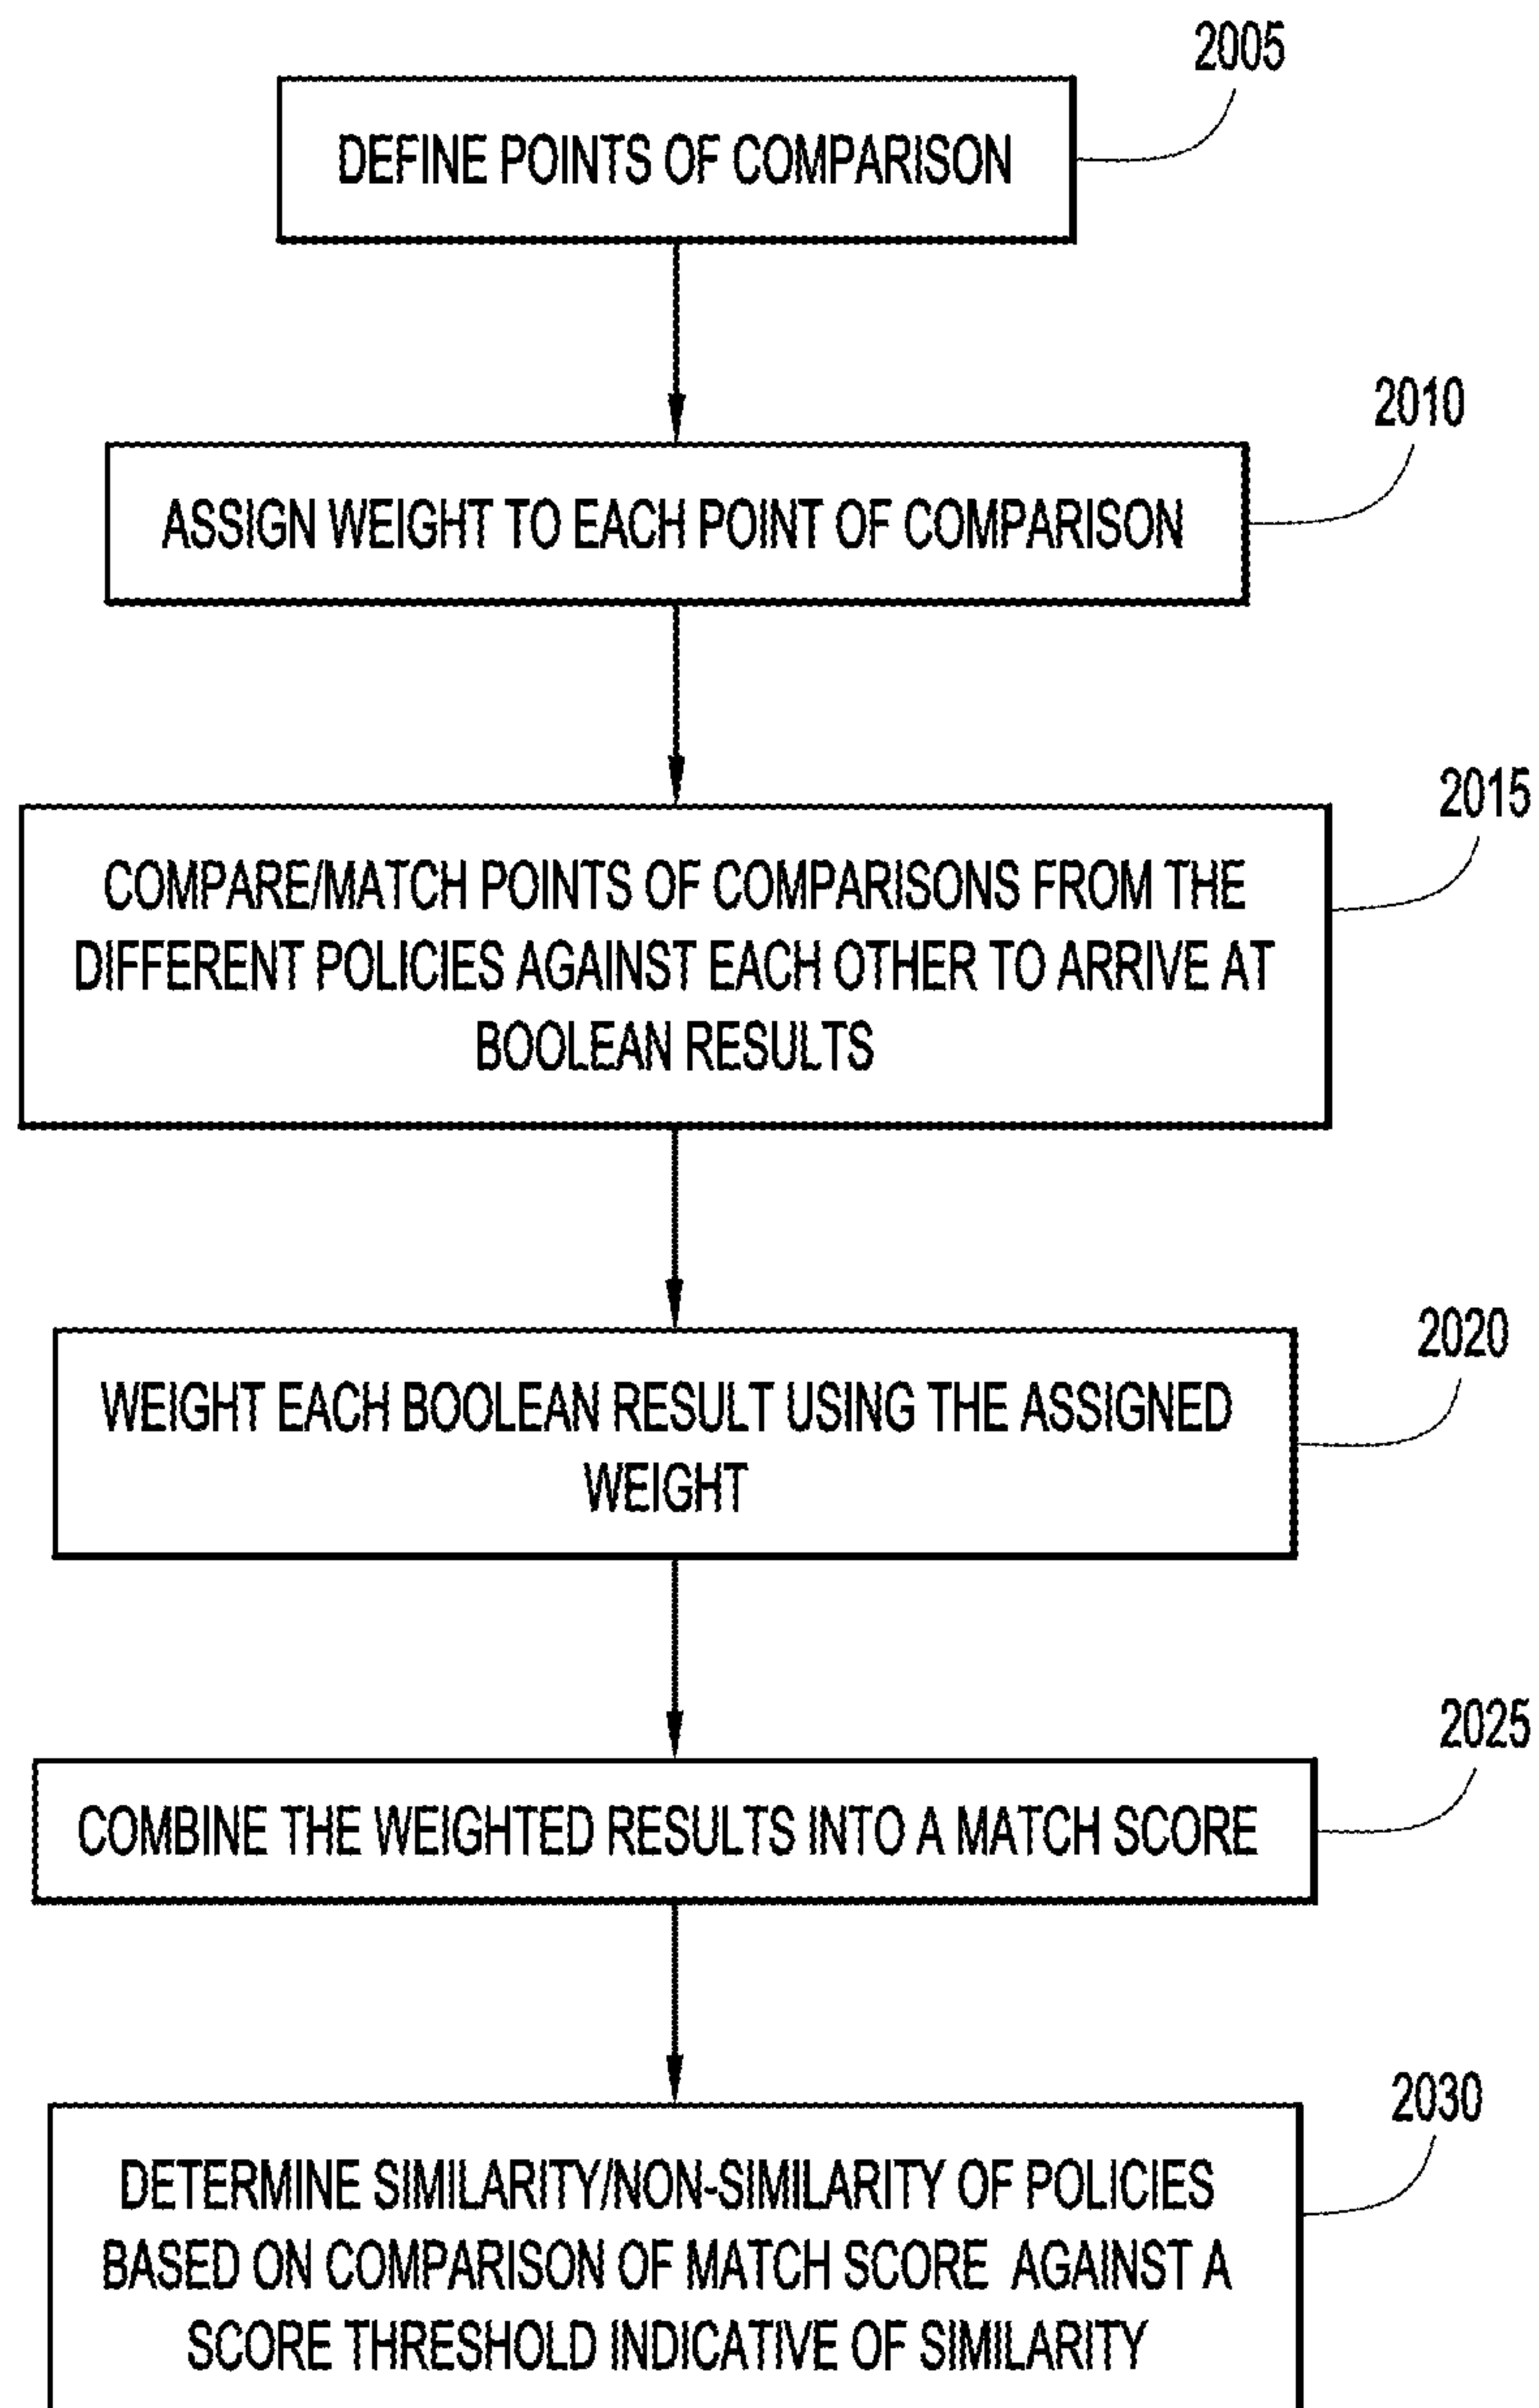 2005
DEFINE POINTS OF COMPARISON
2010
ASSIGN WEIGHT TO EACH POINT OF COMPARISON
2015
COMPARE/MATCH POINTS OF COMPARISONS FROM THE
DIFFERENT POLICIES AGAINST EACH OTHER TO ARRIVE AT
BOOLEAN RESULTS
2020
WEIGHT EACH BOOLEAN RESULT USING THE ASSIGNED
WEIGHT
2025
COMBINE THE WEIGHTED RESULTS INTO A MATCH SCORE
2030
DETERMINE SIMILARITY/NON-SIMILARITY OF POLICIES
BASED ON COMPARISON OF MATCH SCORE AGAINST A
SCORE THRESHOLD INDICATIVE OF SIMILARITY